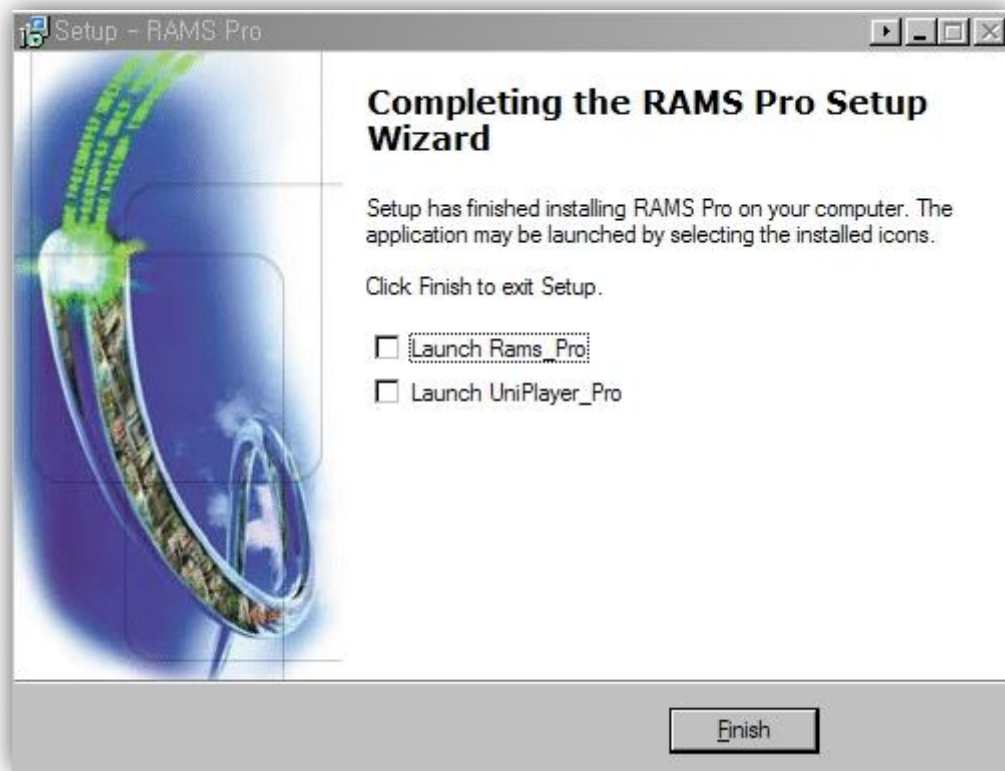 Setup - RAMS Pro
Completing the RAMS Pro Setup
Wizard
Setup has finished installing RAMS Pro on your computer. The
application may be launched by selecting the installed icons.
Click Finish to exit Setup.
Launch Rams_Pro
Launch UniPlayer_Pro
Finish